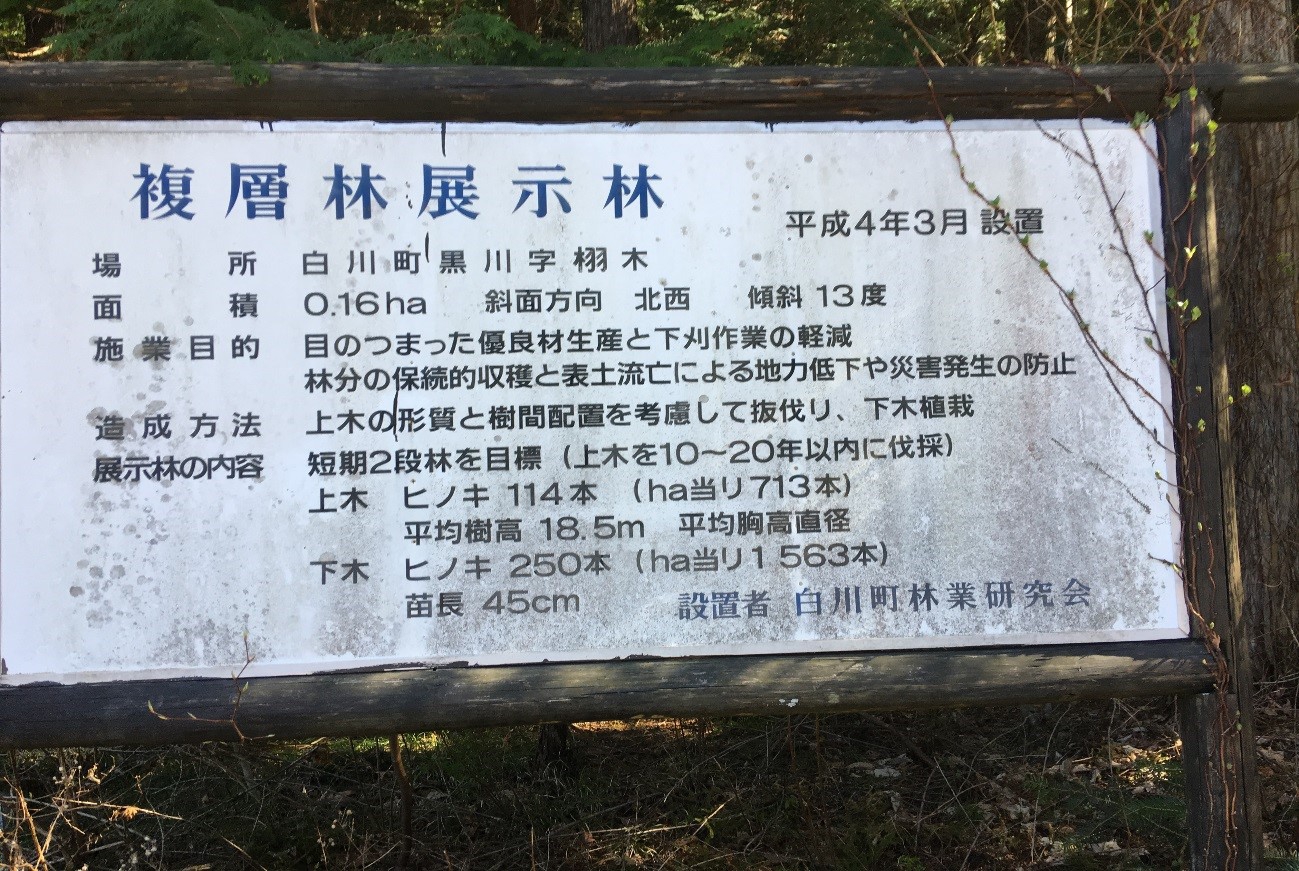 複層林展示林
平成4年3月 設置
場所 白川町黒川字栩木
面積 0.16ha 斜面方向 北西 傾斜 13度
施業目的 目のつまった優良材生産と下刈作業の軽減
林分の保続的収穫と表土流亡による地力低下や災害発生の防止
造成方法 上木の形質と樹間配置を考慮して抜伐り、下木植栽
展示林の内容 短期2段林を目標（上木を10～20年以内に伐採）
上木 ヒノキ 114本 （ha当リ713本）
平均樹高 18.5m 平均胸高直径
下木 ヒノキ 250本 （ha当リ1 563本）
苗長 45cm
設置者 白川町林業研究会